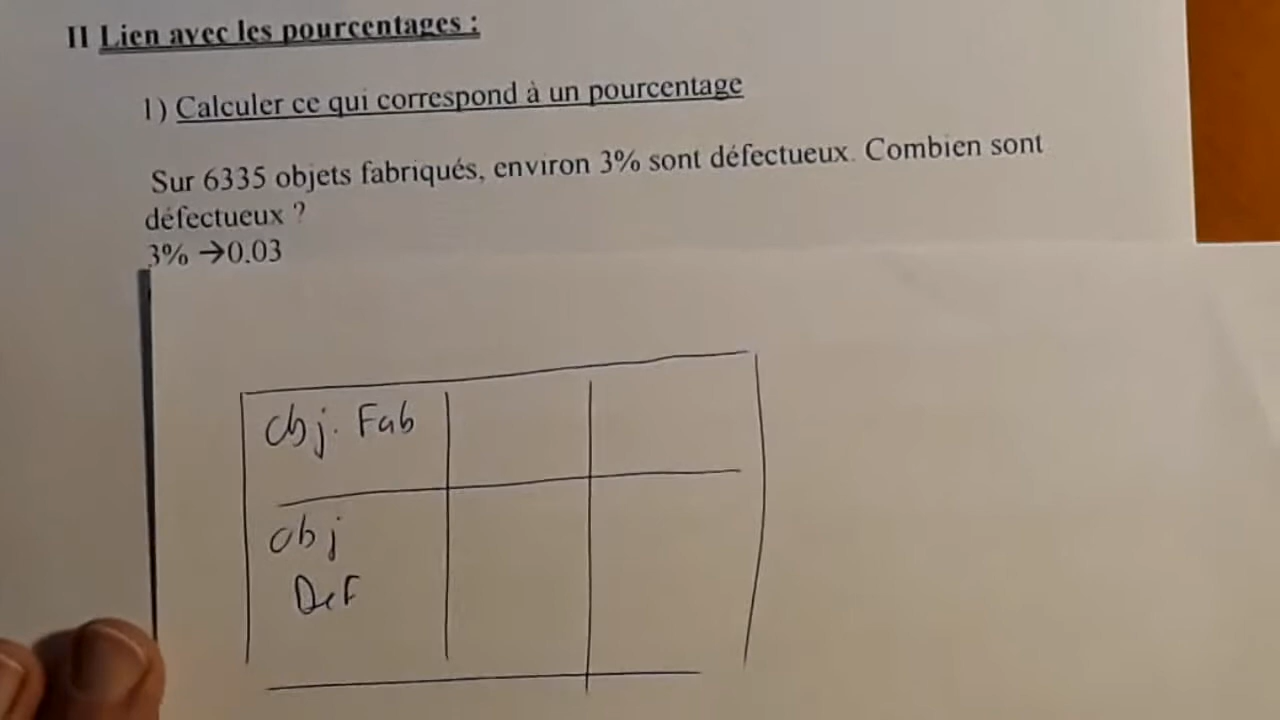 II Lien avec les pourcentages :
1) Calculer ce qui correspond à un pourcentage
Sur 6335 objets fabriqués, environ 3% sont défectueux. Combien sont
défectueux ?
3% →0.03
Obj. Fab
Obj
Def